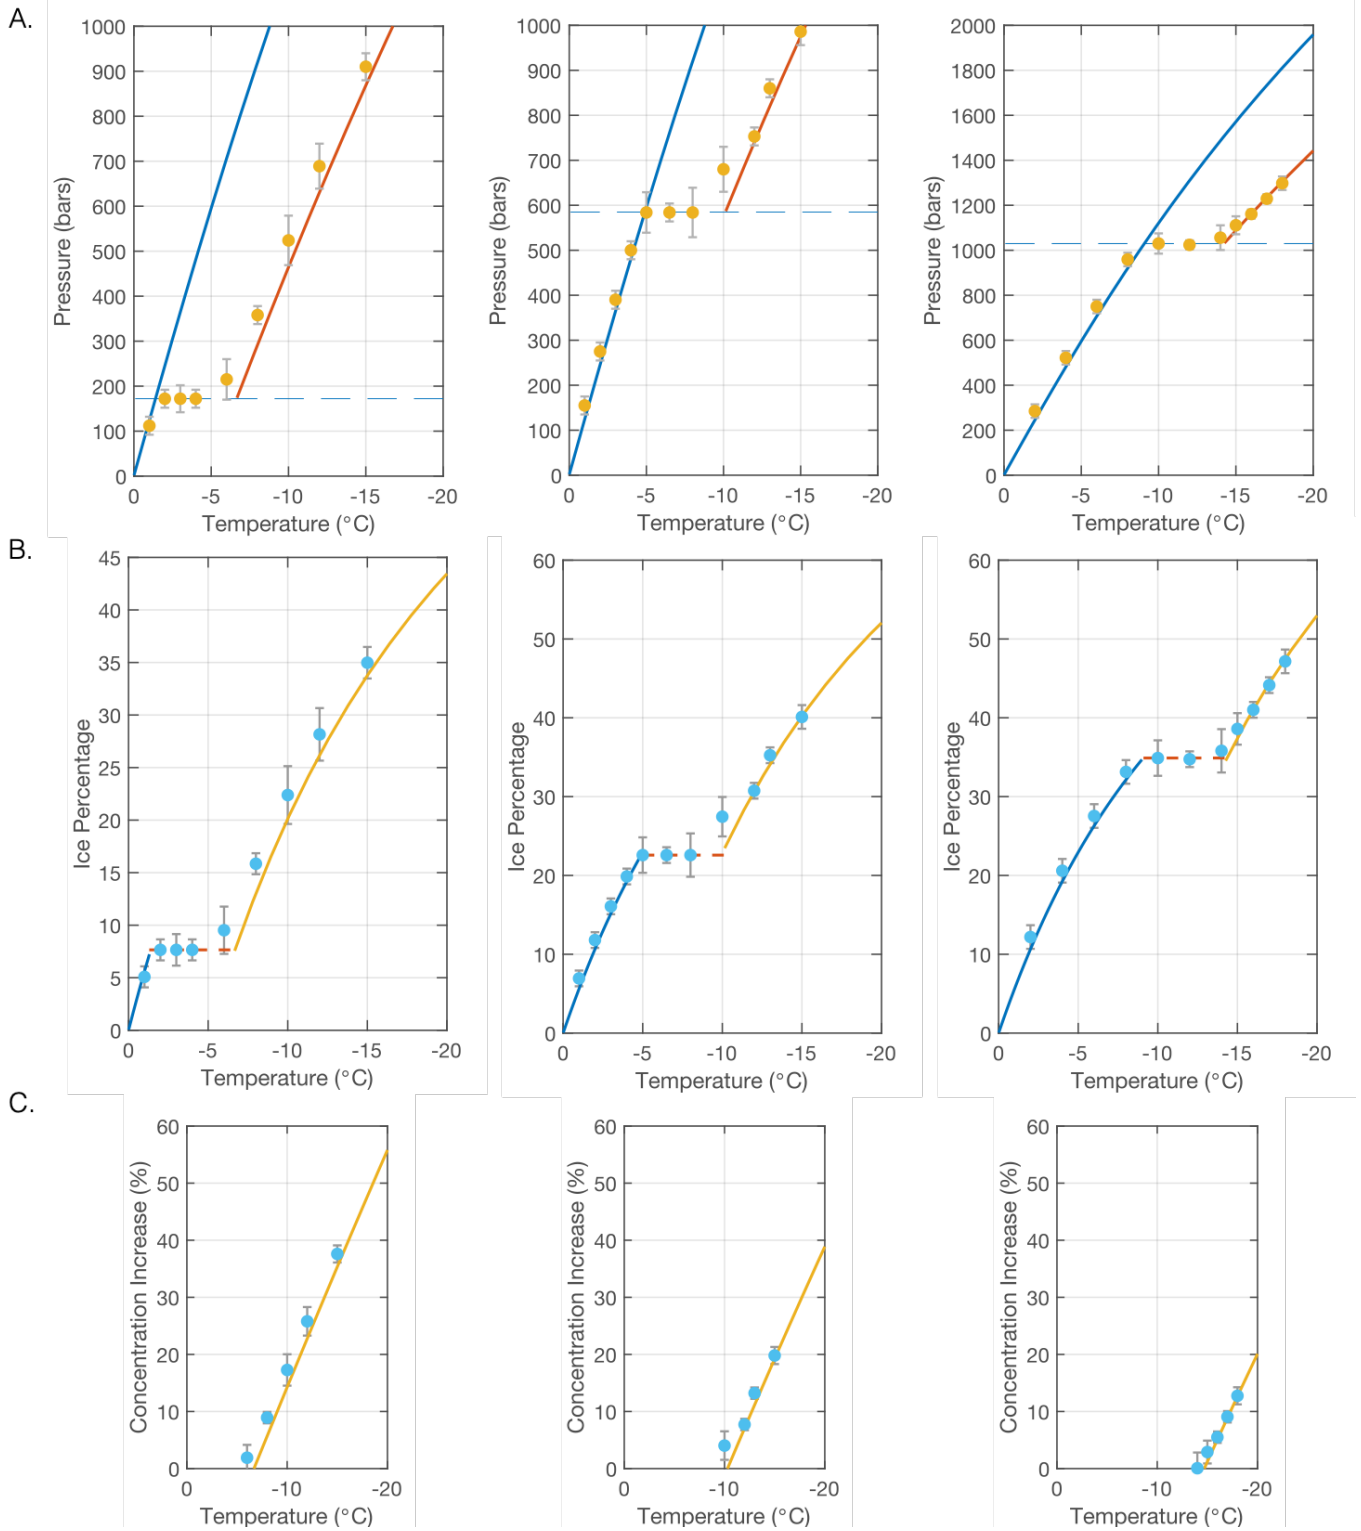 A.
1000
900
800
700
600
500
400
300
200
100
0
0 -5 -10 -15 -20
Pressure (bars)
Temperature (°C)
1000
900
800
700
600
500
400
300
200
100
0
0 -5 -10 -15 -20
Pressure (bars)
Temperature (°C)
2000
1800
1600
1400
1200
1000
800
600
400
200
0
0 -5 -10 -15 -20
Pressure (bars)
Temperature (°C)
B.
45
40
35
30
25
20
15
10
5
0
0 -5 -10 -15 -20
Ice Percentage
Temperature (°C)
60
50
40
30
20
10
0
0 -5 -10 -15 -20
Ice Percentage
Temperature (°C)
60
50
40
30
20
10
0
0 -5 -10 -15 -20
Ice Percentage
Temperature (°C)
C.
60
50
40
30
20
10
0
0 -10 -20
Concentration Increase (%)
Temperature (°C)
60
50
40
30
20
10
0
0 -10 -20
Concentration Increase (%)
Temperature (°C)
60
50
40
30
20
10
0
0 -10 -20
Concentration Increase (%)
Temperature (°C)